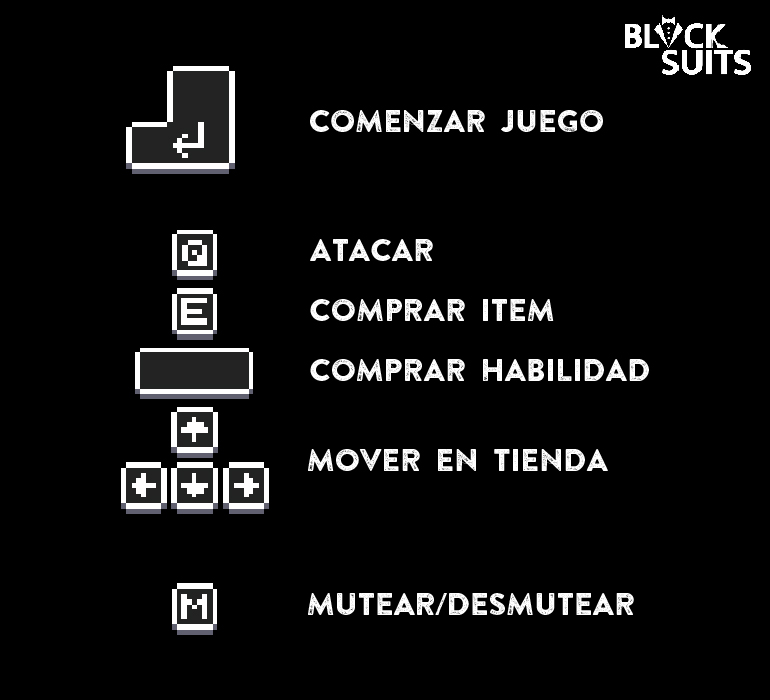 BLACK
SUITS
COMENZAR JUEGO
Q ATACAR
E COMPRAR ITEM
COMPRAR HABILIDAD
MOVER EN TIENDA
M MUTEAR/DESMUTEAR